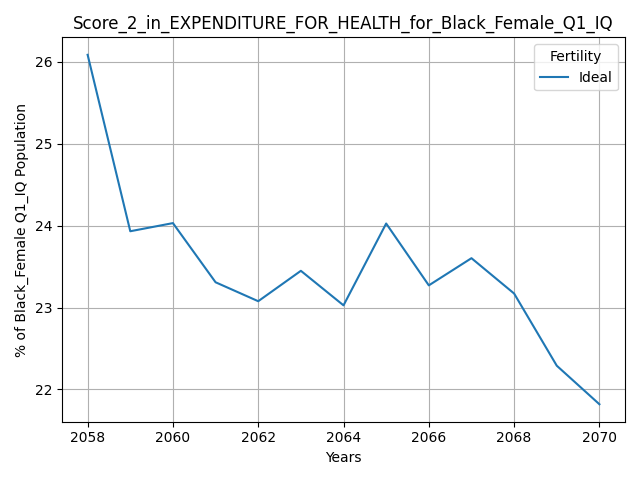 Score_2_in_EXPENDITURE_FOR_HEALTH_for_Black_Female_Q1_IQ
Fertility
Ideal
% of Black_Female Q1_IQ Population
26
25
24
23
22
2058 2060 2062 2064 2066 2068 2070
Years